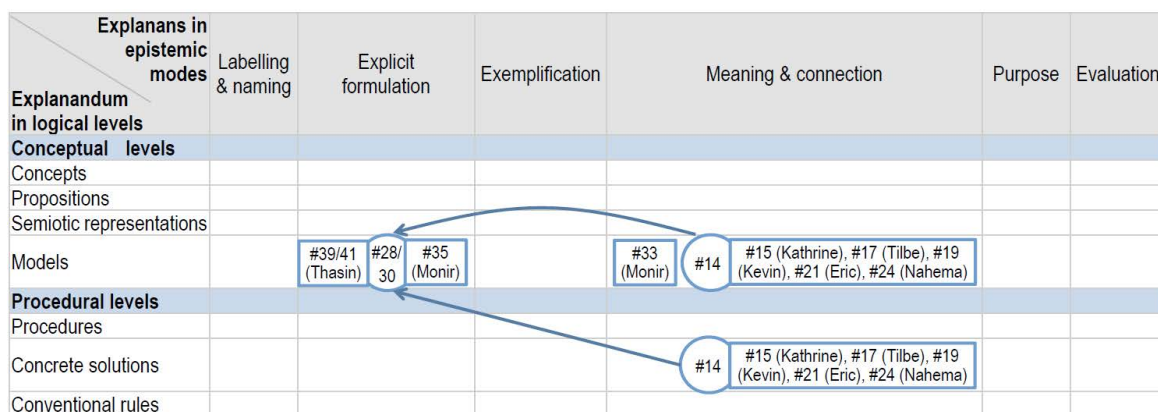 Explanans in
epistemic
modes
Explanandum
in logical levels
Labelling
& naming
Explicit
formulation
Exemplification
Meaning & connection
Purpose
Evaluation
Conceptual levels
Concepts
Propositions
Semiotic representations
Models
#39/41
(Thasin)
#28/
30
#35
(Monir)
#33
(Monir)
#14
#15 (Kathrine), #17 (Tilbe), #19
(Kevin), #21 (Eric), #24 (Nahema)
Procedural levels
Procedures
Concrete solutions
#14
#15 (Kathrine), #17 (Tilbe), #19
(Kevin), #21 (Eric), #24 (Nahema)
Conventional rules